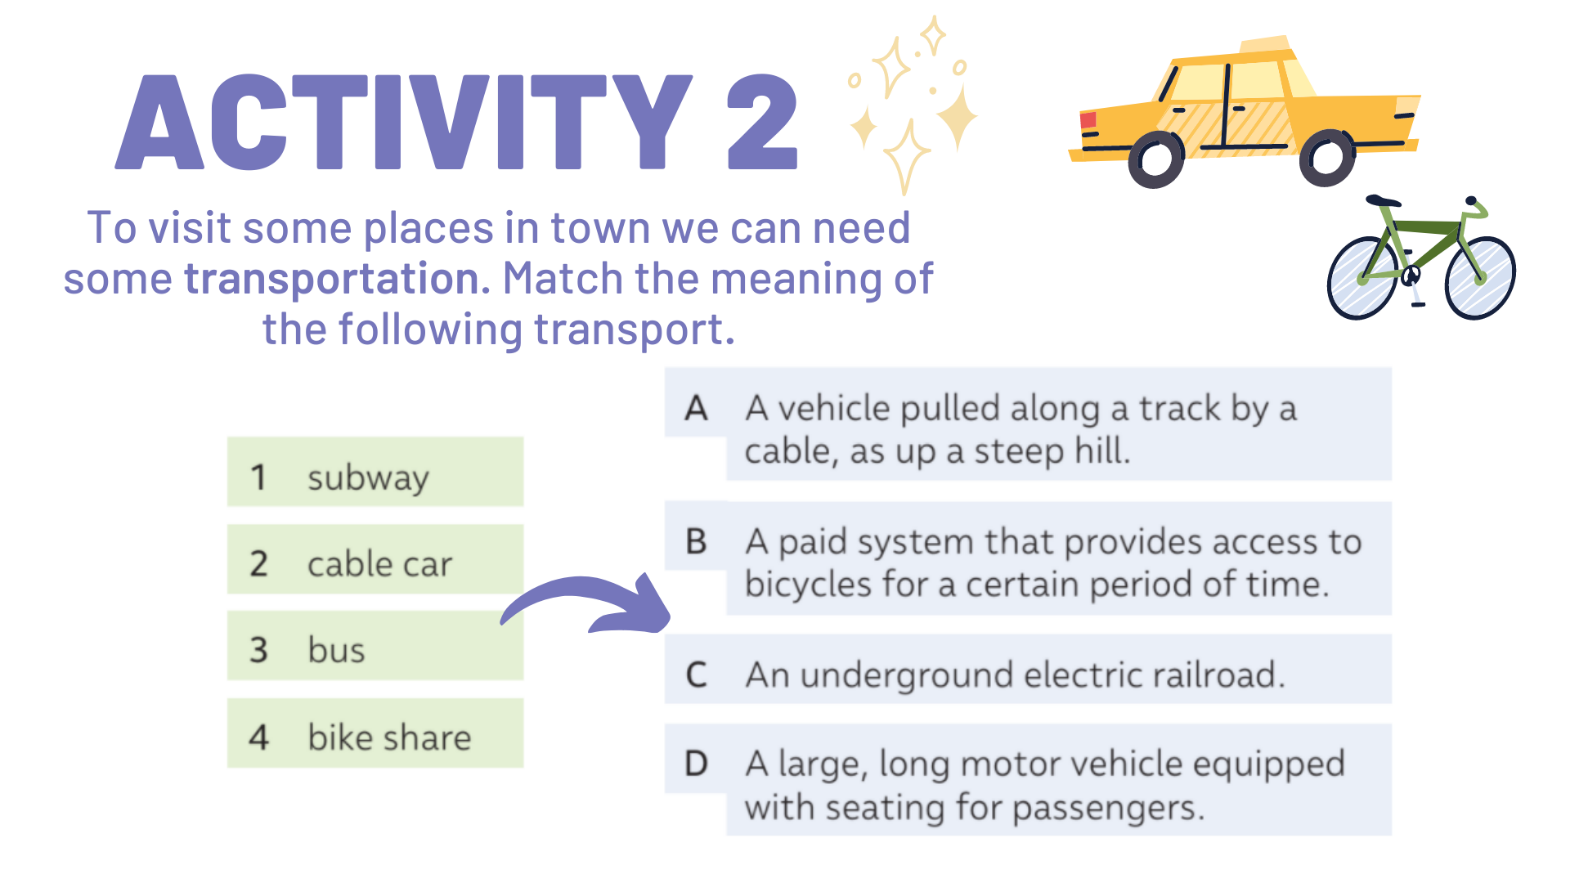 ACTIVITY 2
To visit some places in town we can need
some transportation. Match the meaning of
the following transport.
1 subway
2 cable car
3 bus
4 bike share
A A vehicle pulled along a track by a
cable, as up a steep hill.
B A paid system that provides access to
bicycles for a certain period of time.
C An underground electric railroad.
D A large, long motor vehicle equipped
with seating for passengers.